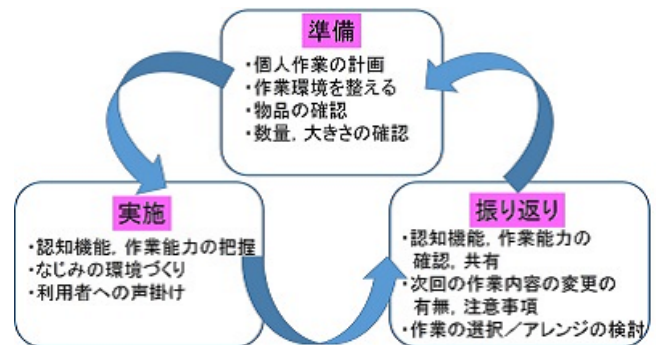 準備
・個人作業の計画
・作業環境を整える
・物品の確認
・数量，大きさの確認
実施
・認知機能，作業能力の把握
・なじみの環境づくり
・利用者への声掛け
振り返り
・認知機能，作業能力の
確認，共有
・次回の作業内容の変更の
有無，注意事項
・作業の選択／アレンジの検討